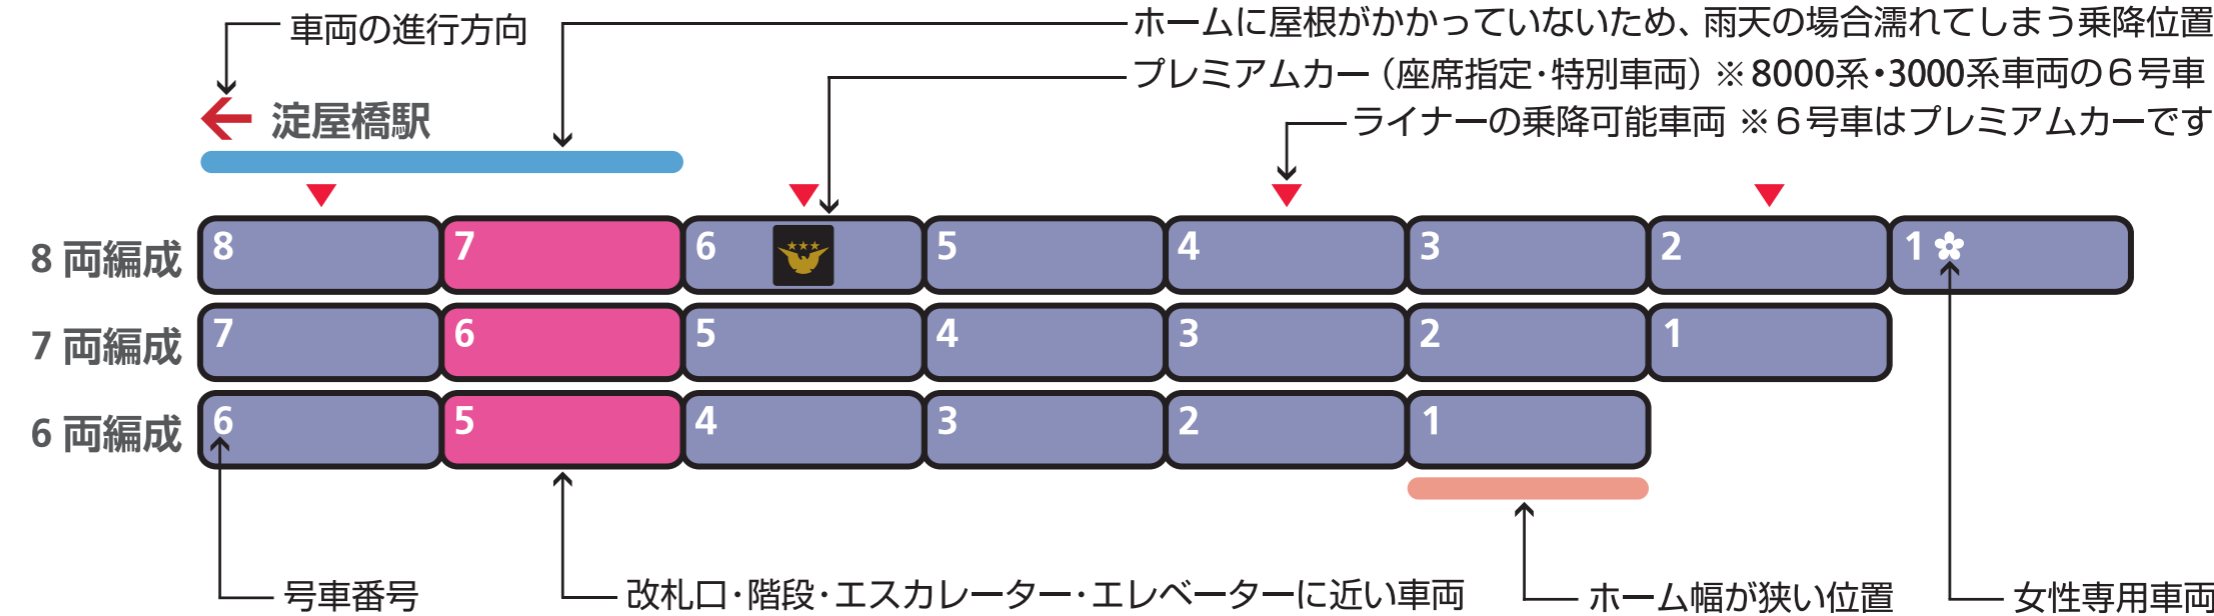 車両の進行方向
ホームに屋根がかかっていないため、雨天の場合濡れてしまう乗降位置
プレミアムカー（座席指定・特別車両）※8000系・3000系車両の６号車
淀屋橋駅
ライナーの乗降可能車両 ※６号車はプレミアムカーです
8 両編成 8 7 6 5 4 3 2 1
7 両編成 7 6 5 4 3 2 1
6 両編成 6 5 4 3 2 1
号車番号
改札口・階段・エスカレーター・エレベーターに近い車両
ホーム幅が狭い位置
女性専用車両